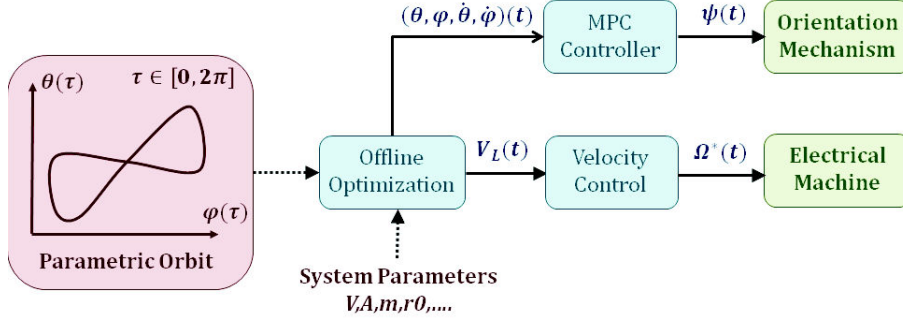 θ(τ)
τ ∈ [0, 2π]
φ(τ)
Parametric Orbit
Offline
Optimization
System Parameters
V,A,m,r0,....
(θ, φ, θ̇, φ̇)(t)
MPC
Controller
ψ(t)
Orientation
Mechanism
V_L(t)
Velocity
Control
Ω*(t)
Electrical
Machine